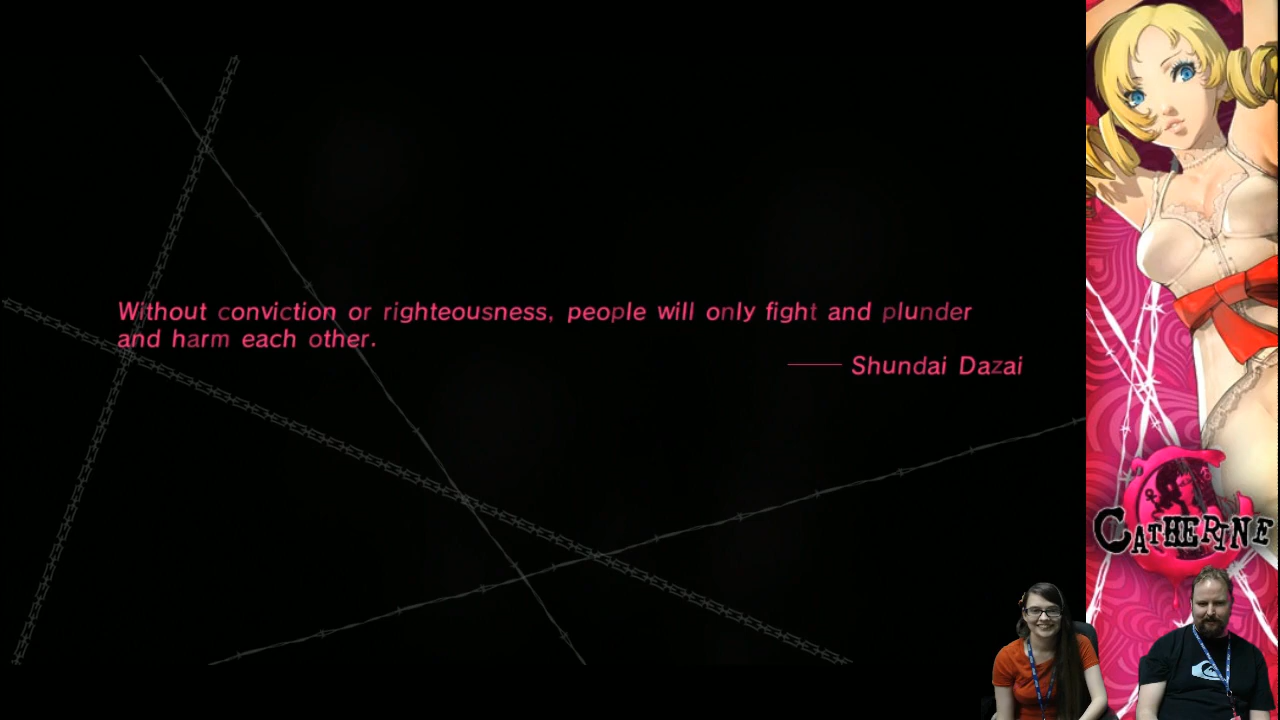 Without conviction or righteousness, people will only fight and plunder
and harm each other.
Shundai Dazai
CATHERINE